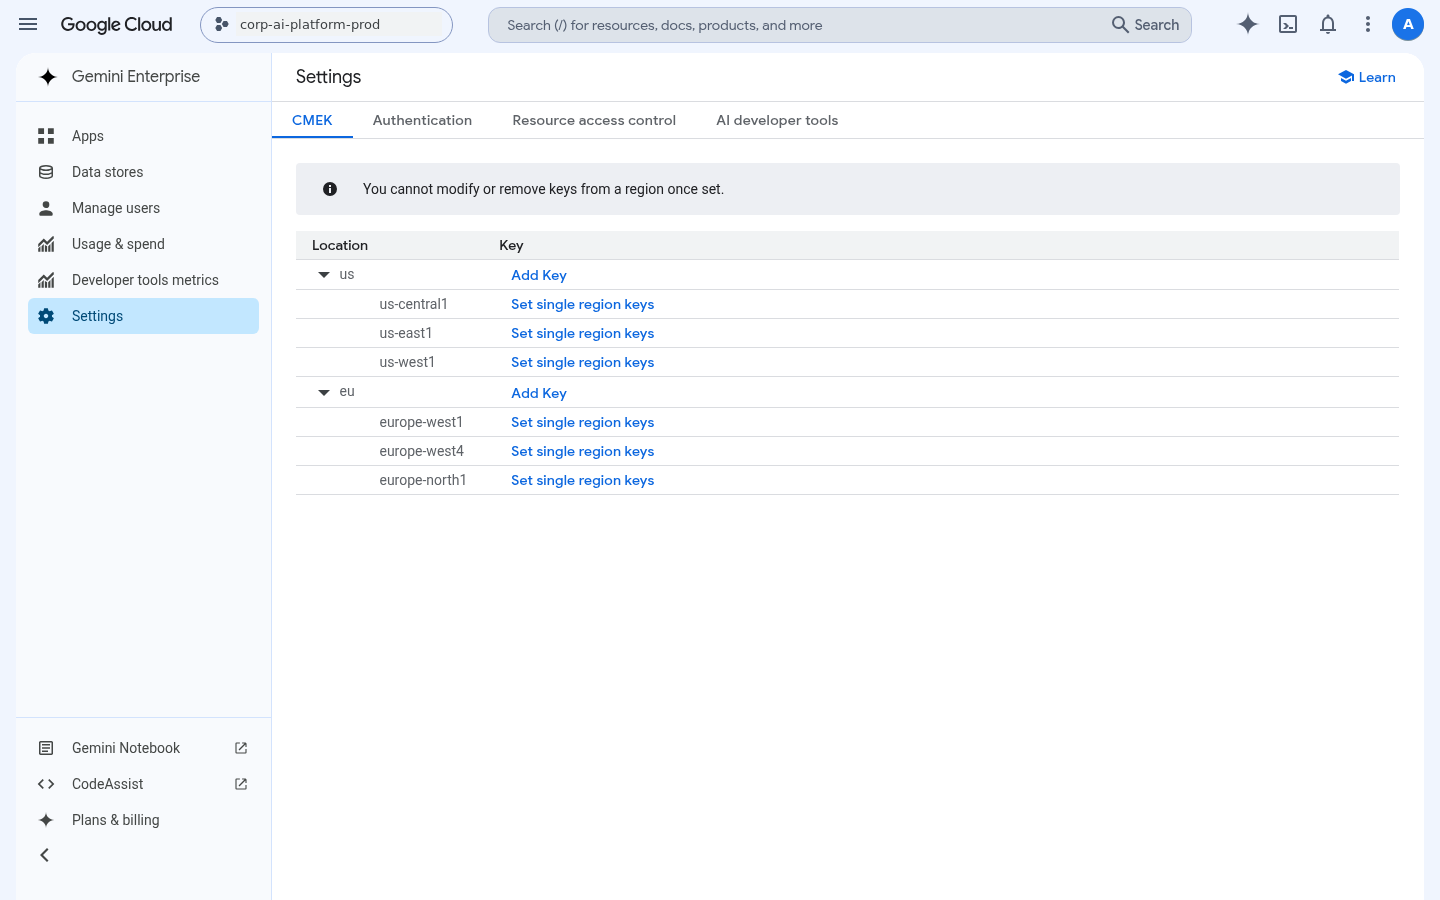 Google Cloud
corp-ai-platform-prod
Search (/) for resources, docs, products, and more
Search
A
Gemini Enterprise
Settings
Learn
CMEK Authentication Resource access control AI developer tools
Apps
Data stores
Manage users
Usage & spend
Developer tools metrics
Settings
You cannot modify or remove keys from a region once set.
Location Key
us Add Key
us-central1 Set single region keys
us-east1 Set single region keys
us-west1 Set single region keys
eu Add Key
europe-west1 Set single region keys
europe-west4 Set single region keys
europe-north1 Set single region keys
Gemini Notebook
CodeAssist
Plans & billing